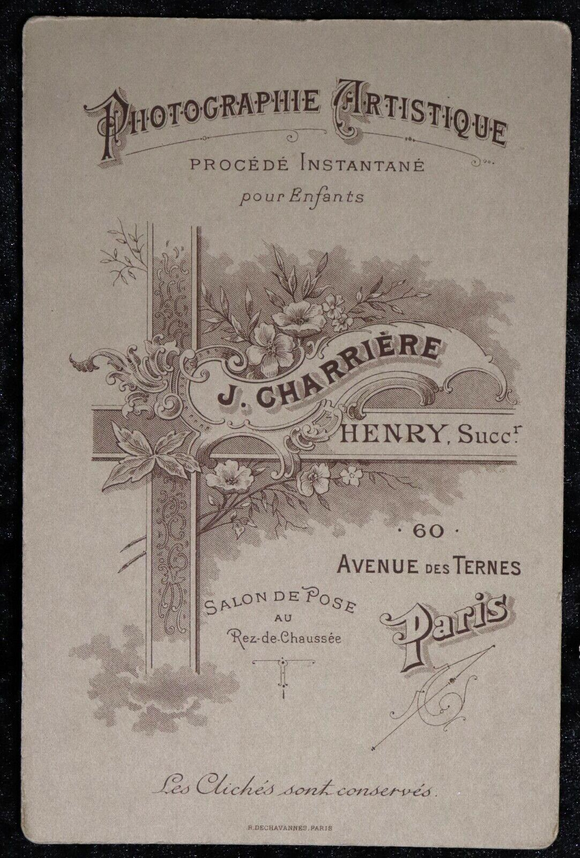 PHOTOGRAPHIE ARTISTIQUE
PROCÉDÉ INSTANTANÉ
pour Enfants
J. CHARRIÈRE
HENRY, Succr.
· 60 ·
AVENUE DES TERNES
Paris
SALON DE POSE
AU
Rez-de-Chaussée
Les Clichés sont conservés.
R. DECHAVANNES. PARIS